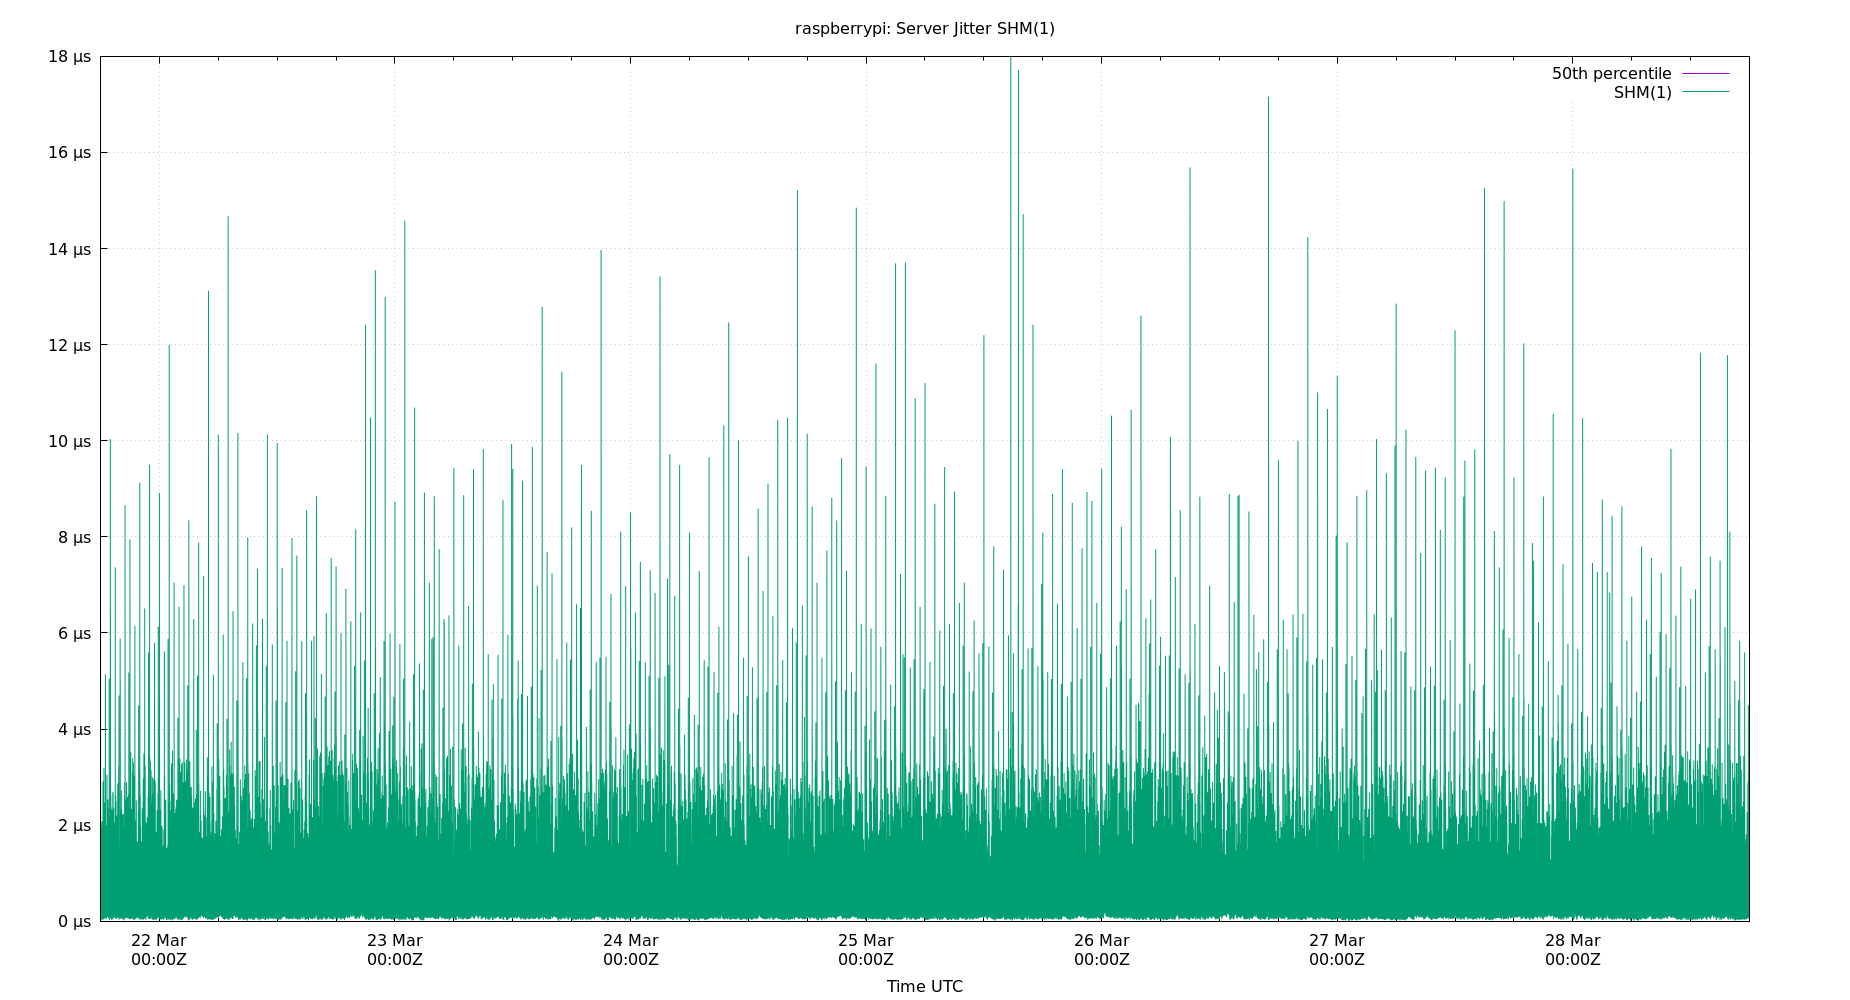 raspberrypi: Server Jitter SHM(1)
50th percentile
SHM(1)
18 µs
16 µs
14 µs
12 µs
10 µs
8 µs
6 µs
4 µs
2 µs
0 µs
22 Mar 23 Mar 24 Mar 25 Mar 26 Mar 27 Mar 28 Mar
00:00Z 00:00Z 00:00Z 00:00Z 00:00Z 00:00Z 00:00Z
Time UTC